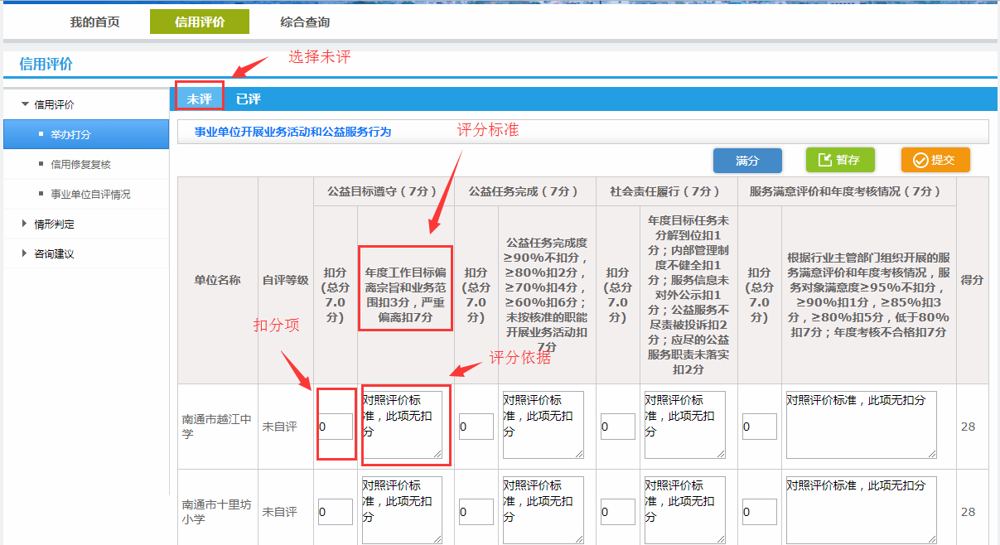 我的首页
信用评价
综合查询
信用评价
选择未评
信用评价
举办打分
信用修复复核
事业单位自评情况
情形判定
咨询建议
未评
已评
事业单位开展业务活动和公益服务行为
评分标准
满分
暂存
提交
单位名称
自评等级
公益目标遵守（7分）
公益任务完成（7分）
社会责任履行（7分）
服务满意评价和年度考核情况（7分）
得分
扣分
(总分
7.0
分)
年度工作目标偏
离宗旨和业务范
围扣3分，严重
偏离扣7分
扣分
(总分
7.0
分)
公益任务完成度
≥90%不扣分，
≥80%扣2分，
≥70%扣4分，
≥60%扣6分；
未按核准的职能
开展业务活动扣
7分
扣分
(总分
7.0
分)
年度目标任务未
分解到位扣1
分；内部管理制
度不健全扣1
分；服务信息未
对外公示扣1
分；公益服务不
尽责被投诉扣2
分；应尽的公益
服务职责未落实
扣2分
扣分
(总分
7.0
分)
根据行业主管部门组织开展的服
务满意评价和年度考核情况，服
务对象满意度≥95%不扣分，
≥90%扣1分，≥85%扣3
分，≥80%扣5分，低于80%
扣7分；年度考核不合格扣7分
扣分项
评分依据
南通市越江中
学
未自评
0
对照评价标
准，此项无扣
分
0
对照评价标
准，此项无扣
分
0
对照评价标
准，此项无扣
分
0
对照评价标准，此项无扣分
28
南通市十里坊
小学
未自评
0
对照评价标
准，此项无扣
分
0
对照评价标
准，此项无扣
分
0
对照评价标
准，此项无扣
分
0
对照评价标准，此项无扣分
28